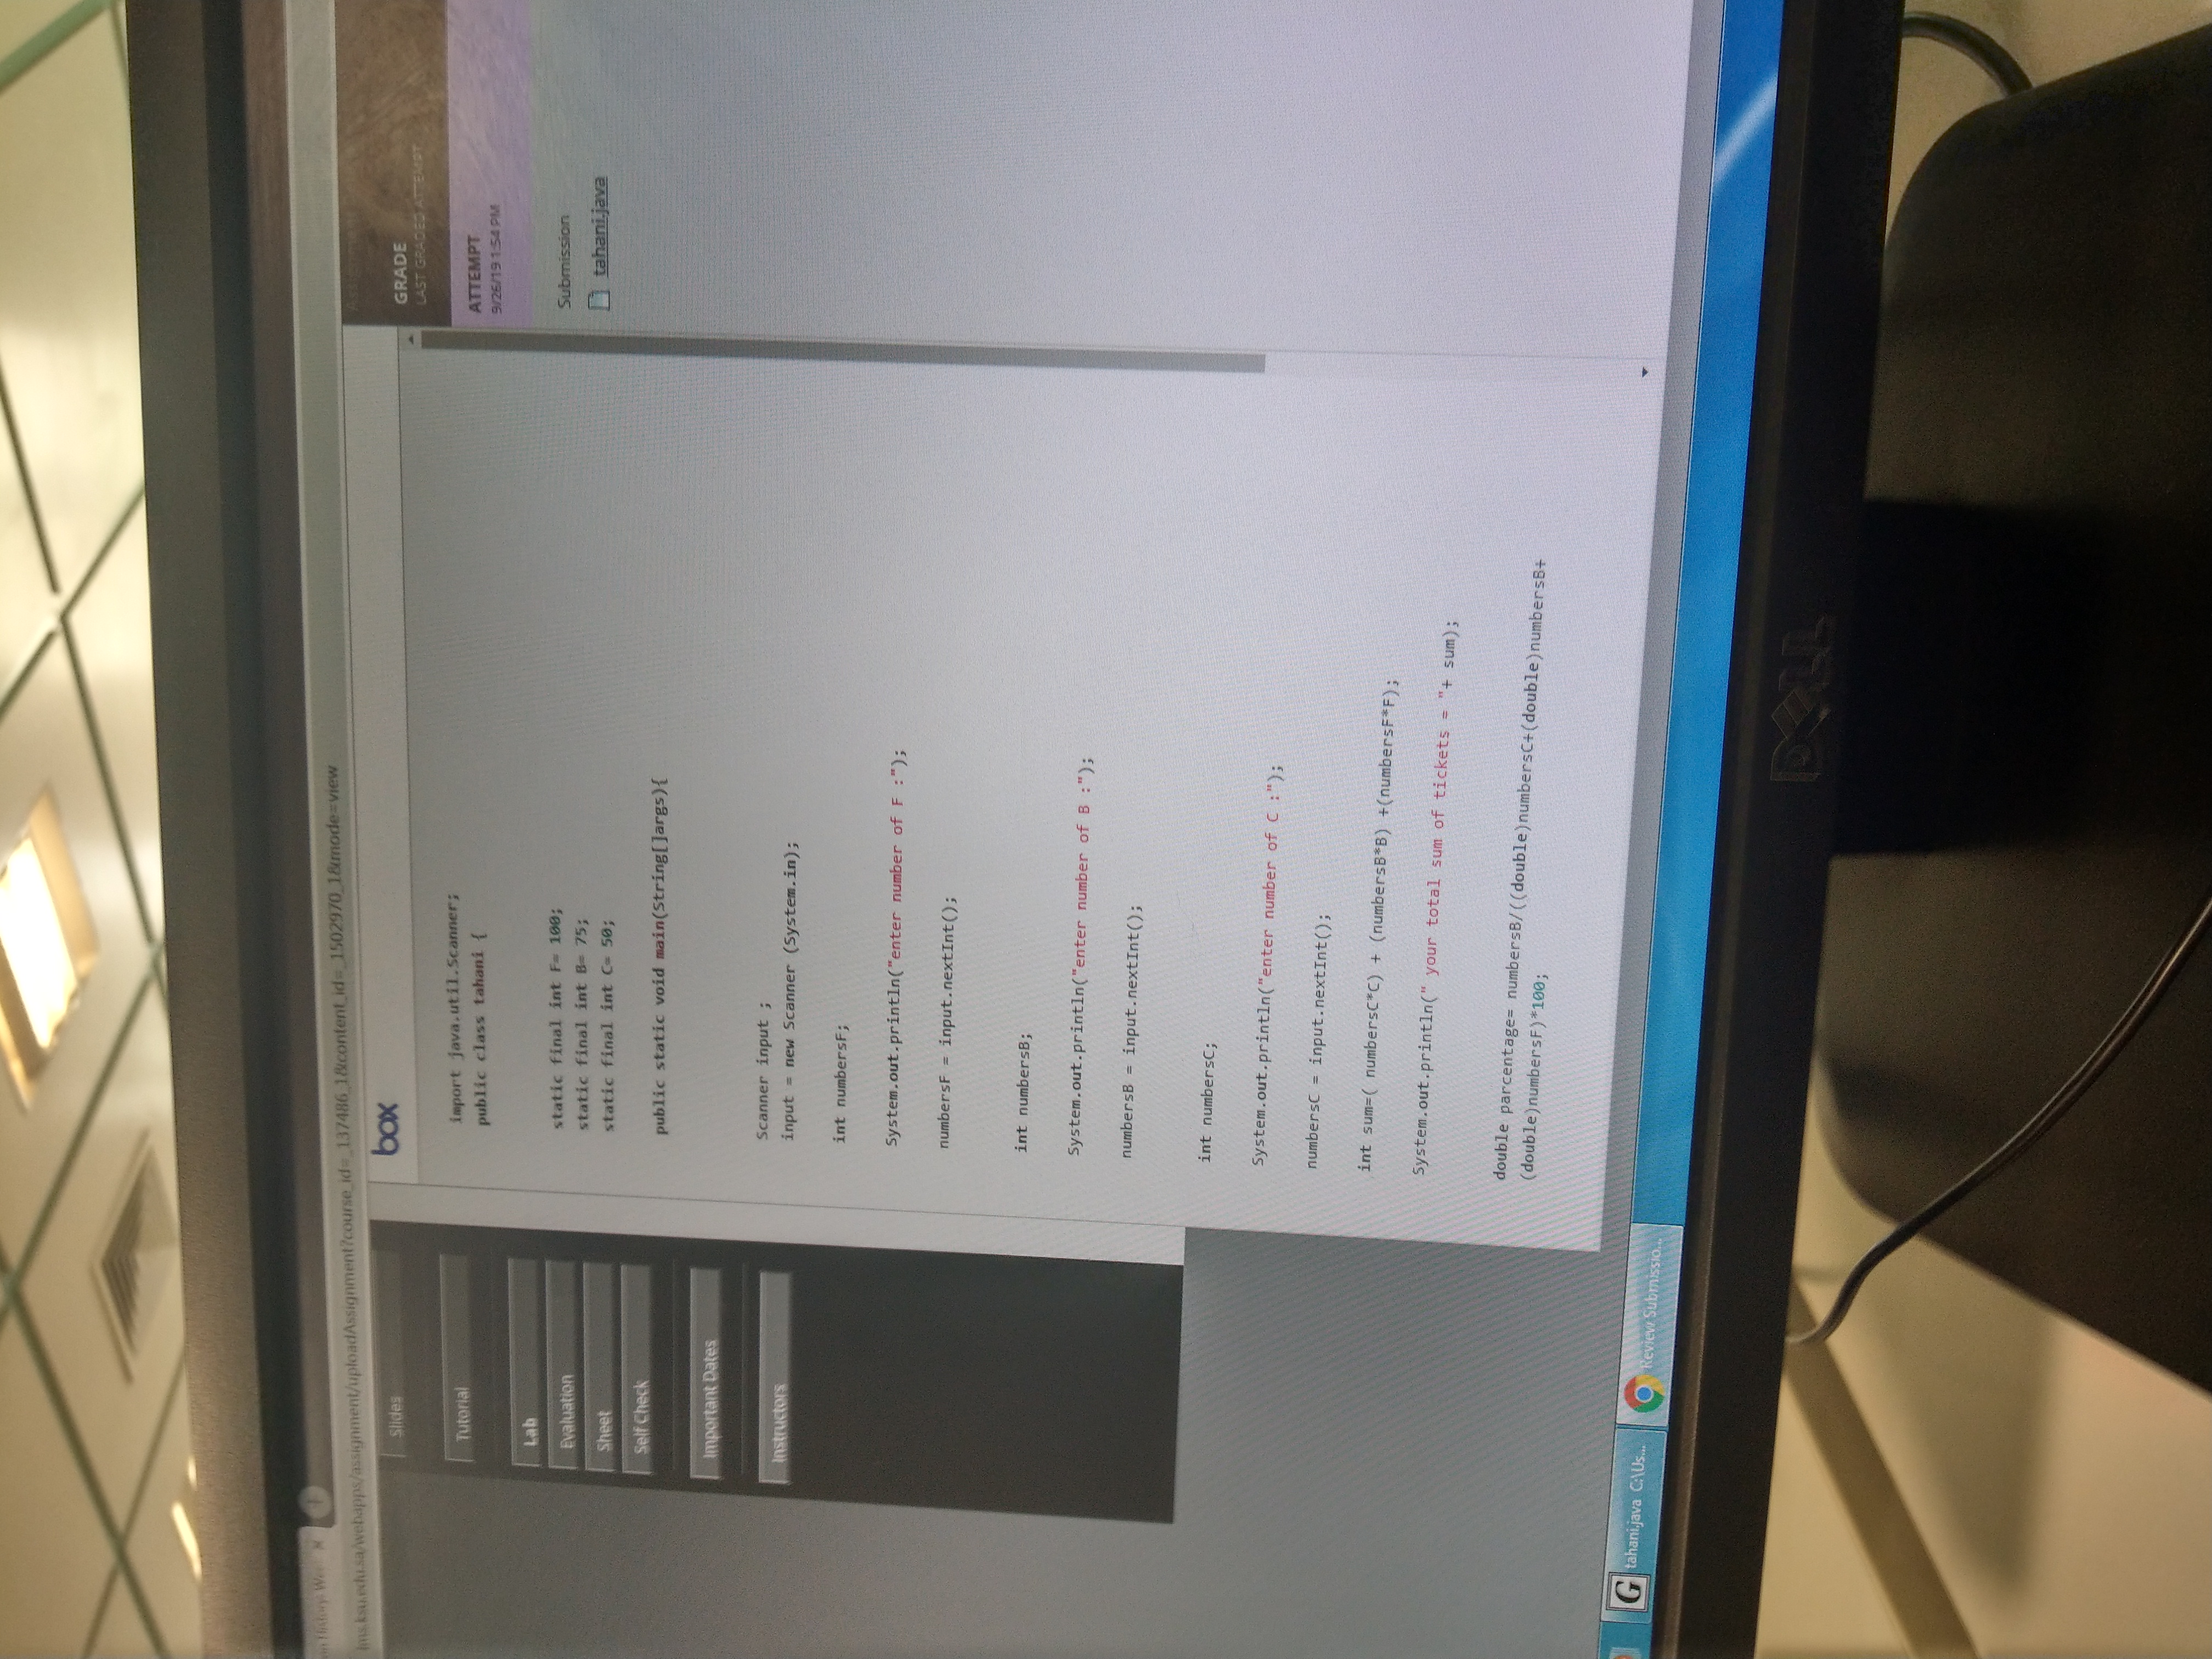 lms.ksu.edu.sa/webapps/assignment/uploadAssignment?course_id=_137486_1&content_id=_1502970_1&mode=view
Slides
Tutorial
Lab
Evaluation
Sheet
Self Check
Important Dates
Instructors
box
import java.util.Scanner;
public class tahani {
static final int F= 100;
static final int B= 75;
static final int C= 50;
public static void main(String[]args){
Scanner input ;
input = new Scanner (System.in);
int numbersF;
System.out.println("enter number of F :");
numbersF = input.nextInt();
int numbersB;
System.out.println("enter number of B :");
numbersB = input.nextInt();
int numbersC;
System.out.println("enter number of C :");
numbersC = input.nextInt();
int sum=( numbersC*C) + (numbersB*B) +(numbersF*F);
System.out.println(" your total sum of tickets = "+ sum);
double parcentage= numbersB/((double)numbersC+(double)numbersB+
(double)numbersF)*100;
GRADE
LAST GRADED ATTEMPT
ATTEMPT
9/26/19 1:54 PM
Submission
tahani.java
G tahani.java C:\Us...
Review Submissio...
DELL